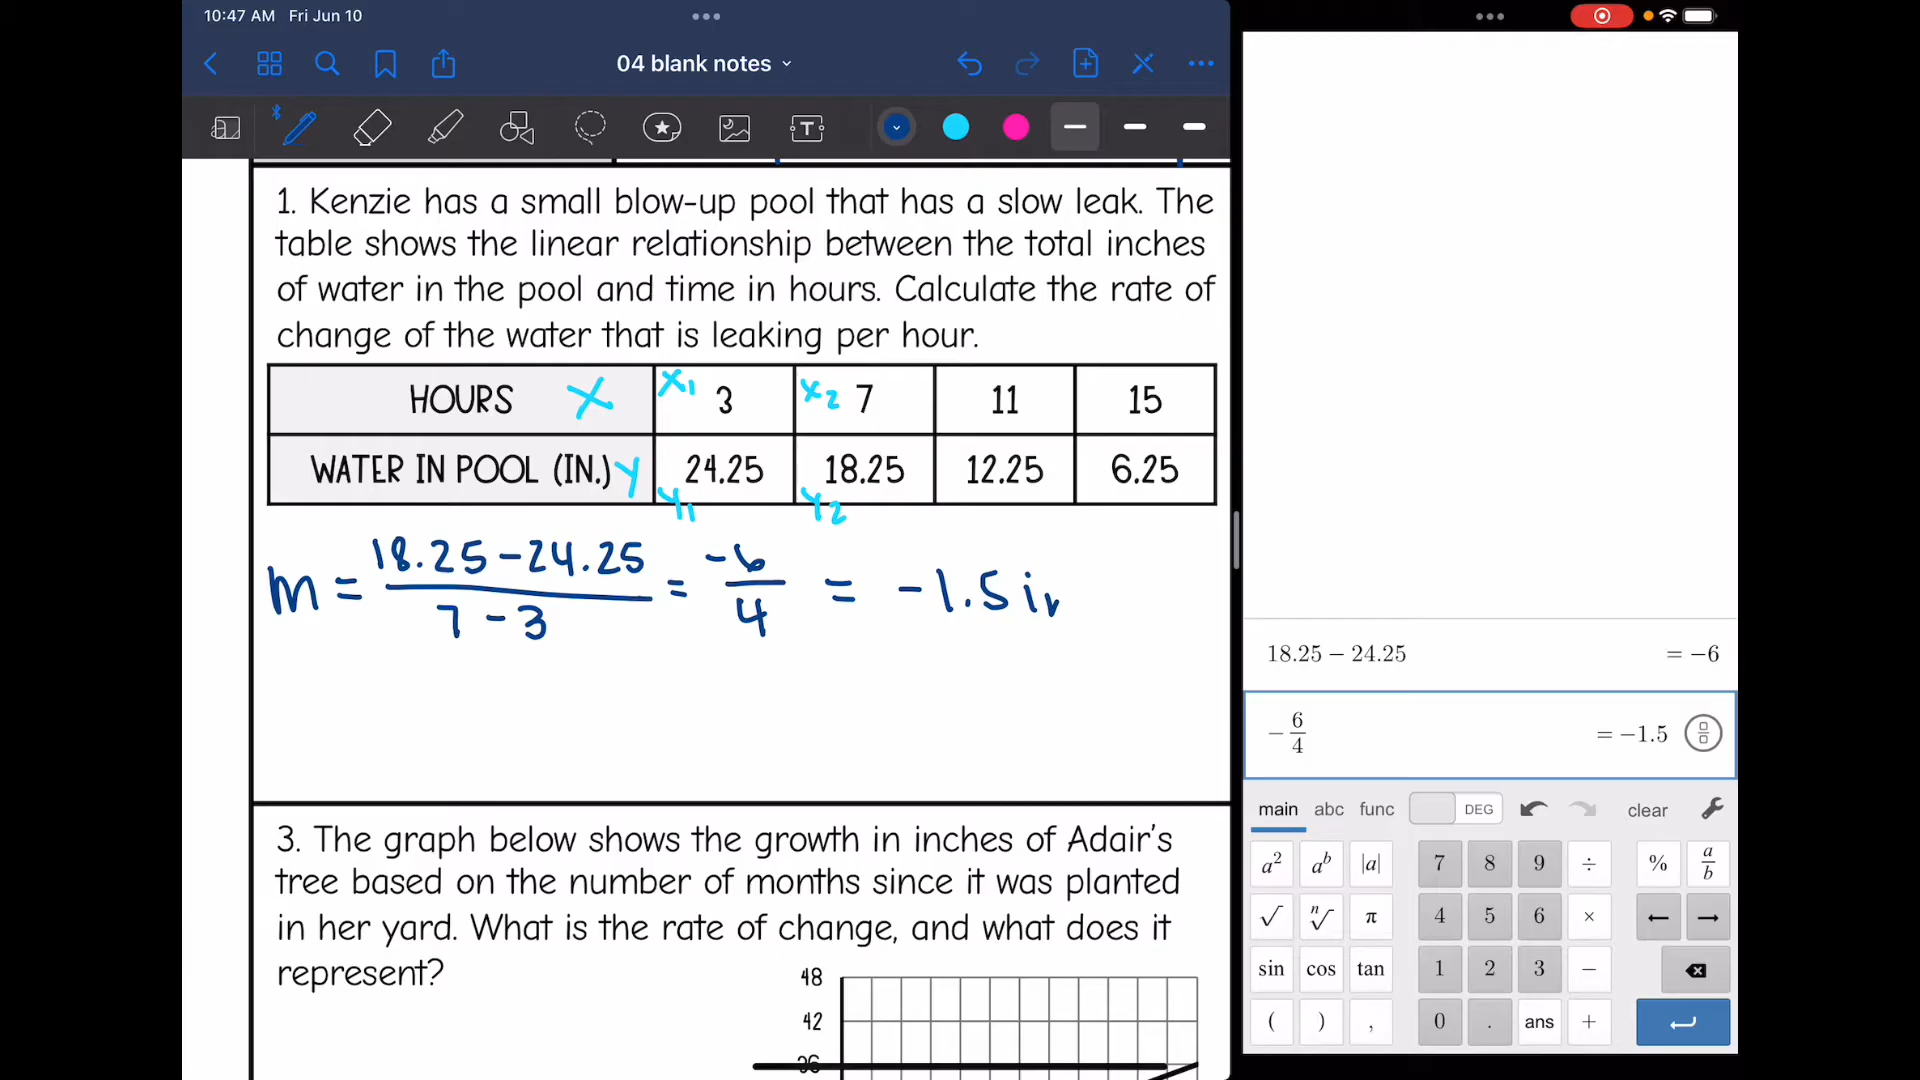 10:47 AM Fri Jun 10
04 blank notes
1. Kenzie has a small blow-up pool that has a slow leak. The
table shows the linear relationship between the total inches
of water in the pool and time in hours. Calculate the rate of
change of the water that is leaking per hour.
HOURS X x1 3 x2 7 11 15
WATER IN POOL (IN.) y 24.25 18.25 12.25 6.25
y1 y2
m = 18.25-24.25 / 7-3 = -6/4 = -1.5 in
3. The graph below shows the growth in inches of Adair's
tree based on the number of months since it was planted
in her yard. What is the rate of change, and what does it
represent?
48
42
36
18.25 − 24.25 = −6
− 6/4 = −1.5
main abc func DEG clear
a² aᵇ |a| 7 8 9 ÷ % a/b
√ ⁿ√ π 4 5 6 × ← →
sin cos tan 1 2 3 −
( ) , 0 . ans +